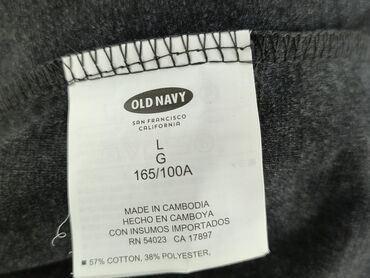 OLD NAVY
SAN FRANCISCO
CALIFORNIA
L
G
165/100A
MADE IN CAMBODIA
HECHO EN CAMBOYA
CON INSUMOS IMPORTADOS
RN 54023 CA 17897
57% COTTON, 38% POLYESTER,